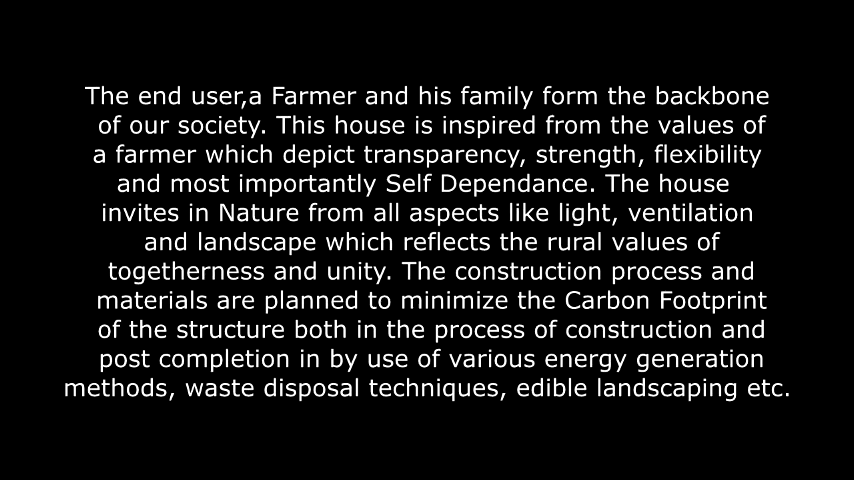 The end user,a Farmer and his family form the backbone
of our society. This house is inspired from the values of
a farmer which depict transparency, strength, flexibility
and most importantly Self Dependance. The house
invites in Nature from all aspects like light, ventilation
and landscape which reflects the rural values of
togetherness and unity. The construction process and
materials are planned to minimize the Carbon Footprint
of the structure both in the process of construction and
post completion in by use of various energy generation
methods, waste disposal techniques, edible landscaping etc.